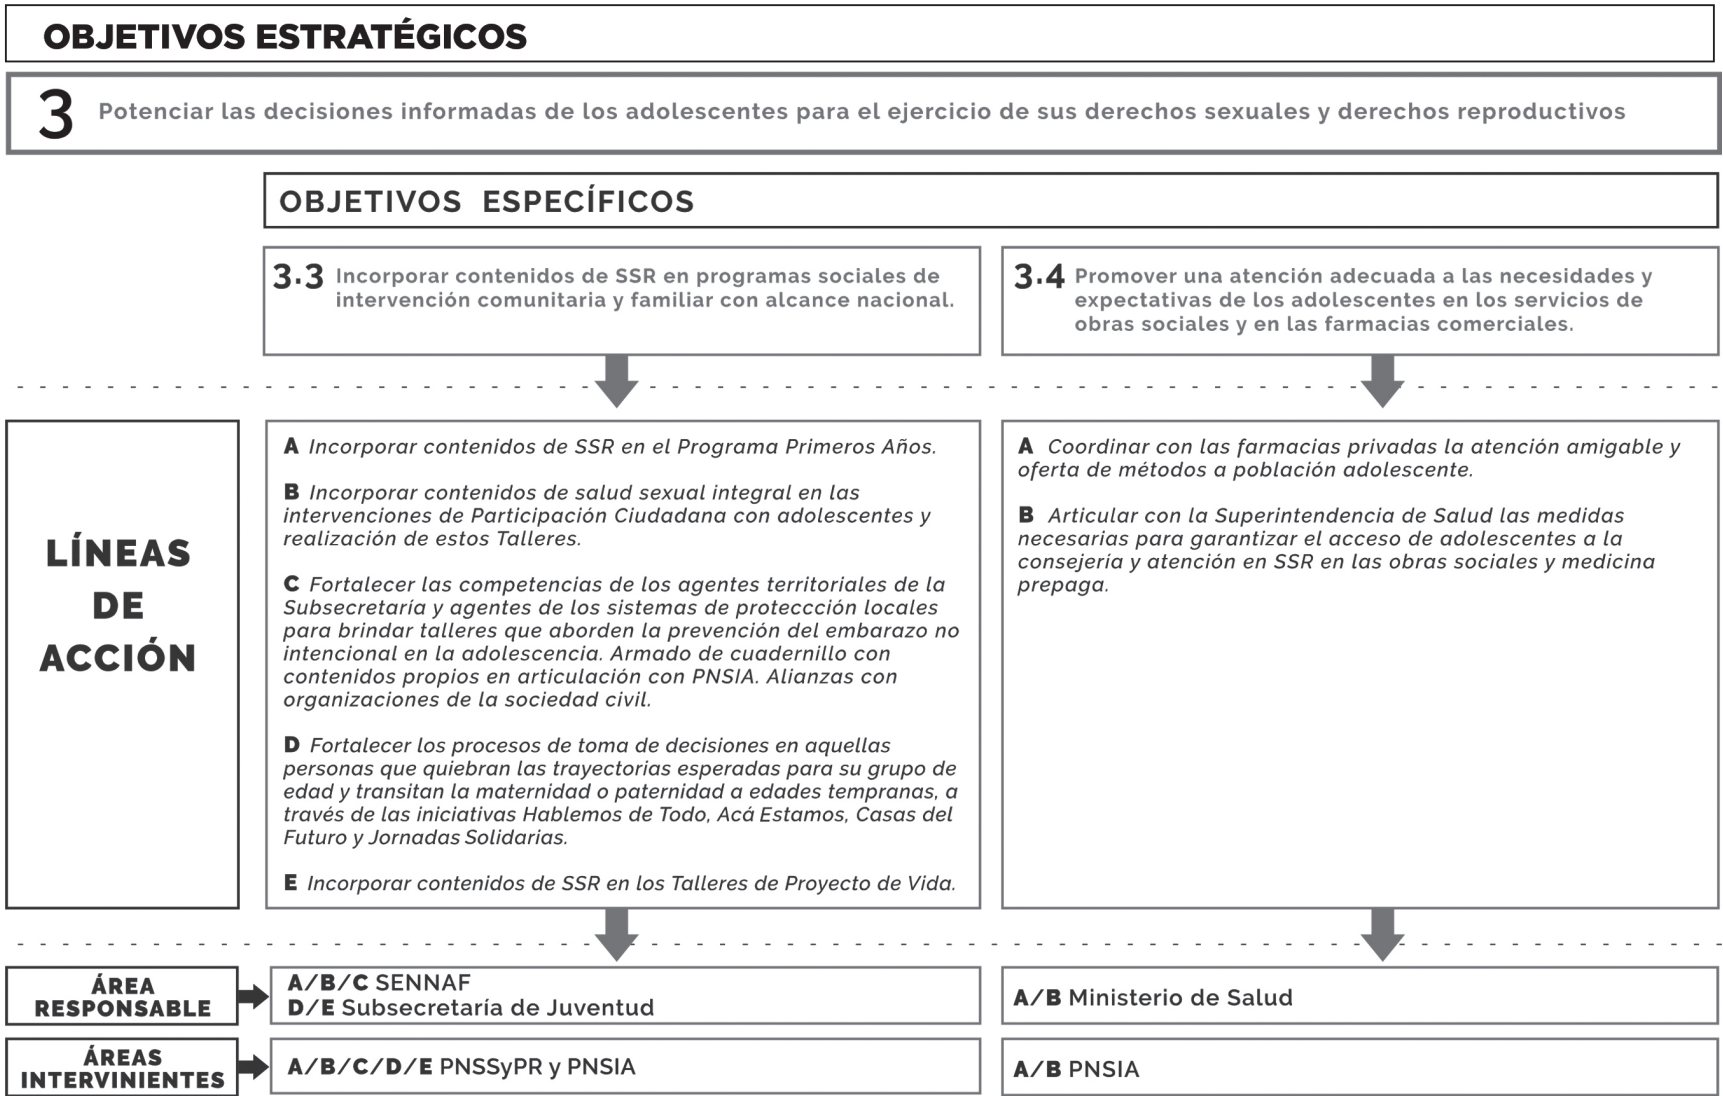 OBJETIVOS ESTRATÉGICOS
3 Potenciar las decisiones informadas de los adolescentes para el ejercicio de sus derechos sexuales y derechos reproductivos
OBJETIVOS ESPECÍFICOS
3.3 Incorporar contenidos de SSR en programas sociales de
intervención comunitaria y familiar con alcance nacional.
3.4 Promover una atención adecuada a las necesidades y
expectativas de los adolescentes en los servicios de
obras sociales y en las farmacias comerciales.
LÍNEAS
DE
ACCIÓN
A Incorporar contenidos de SSR en el Programa Primeros Años.
B Incorporar contenidos de salud sexual integral en las
intervenciones de Participación Ciudadana con adolescentes y
realización de estos Talleres.
C Fortalecer las competencias de los agentes territoriales de la
Subsecretaría y agentes de los sistemas de proteccción locales
para brindar talleres que aborden la prevención del embarazo no
intencional en la adolescencia. Armado de cuadernillo con
contenidos propios en articulación con PNSIA. Alianzas con
organizaciones de la sociedad civil.
D Fortalecer los procesos de toma de decisiones en aquellas
personas que quiebran las trayectorias esperadas para su grupo de
edad y transitan la maternidad o paternidad a edades tempranas, a
través de las iniciativas Hablemos de Todo, Acá Estamos, Casas del
Futuro y Jornadas Solidarias.
E Incorporar contenidos de SSR en los Talleres de Proyecto de Vida.
A Coordinar con las farmacias privadas la atención amigable y
oferta de métodos a población adolescente.
B Articular con la Superintendencia de Salud las medidas
necesarias para garantizar el acceso de adolescentes a la
consejería y atención en SSR en las obras sociales y medicina
prepaga.
ÁREA
RESPONSABLE
A/B/C SENNAF
D/E Subsecretaría de Juventud
A/B Ministerio de Salud
ÁREAS
INTERVINIENTES
A/B/C/D/E PNSSyPR y PNSIA
A/B PNSIA